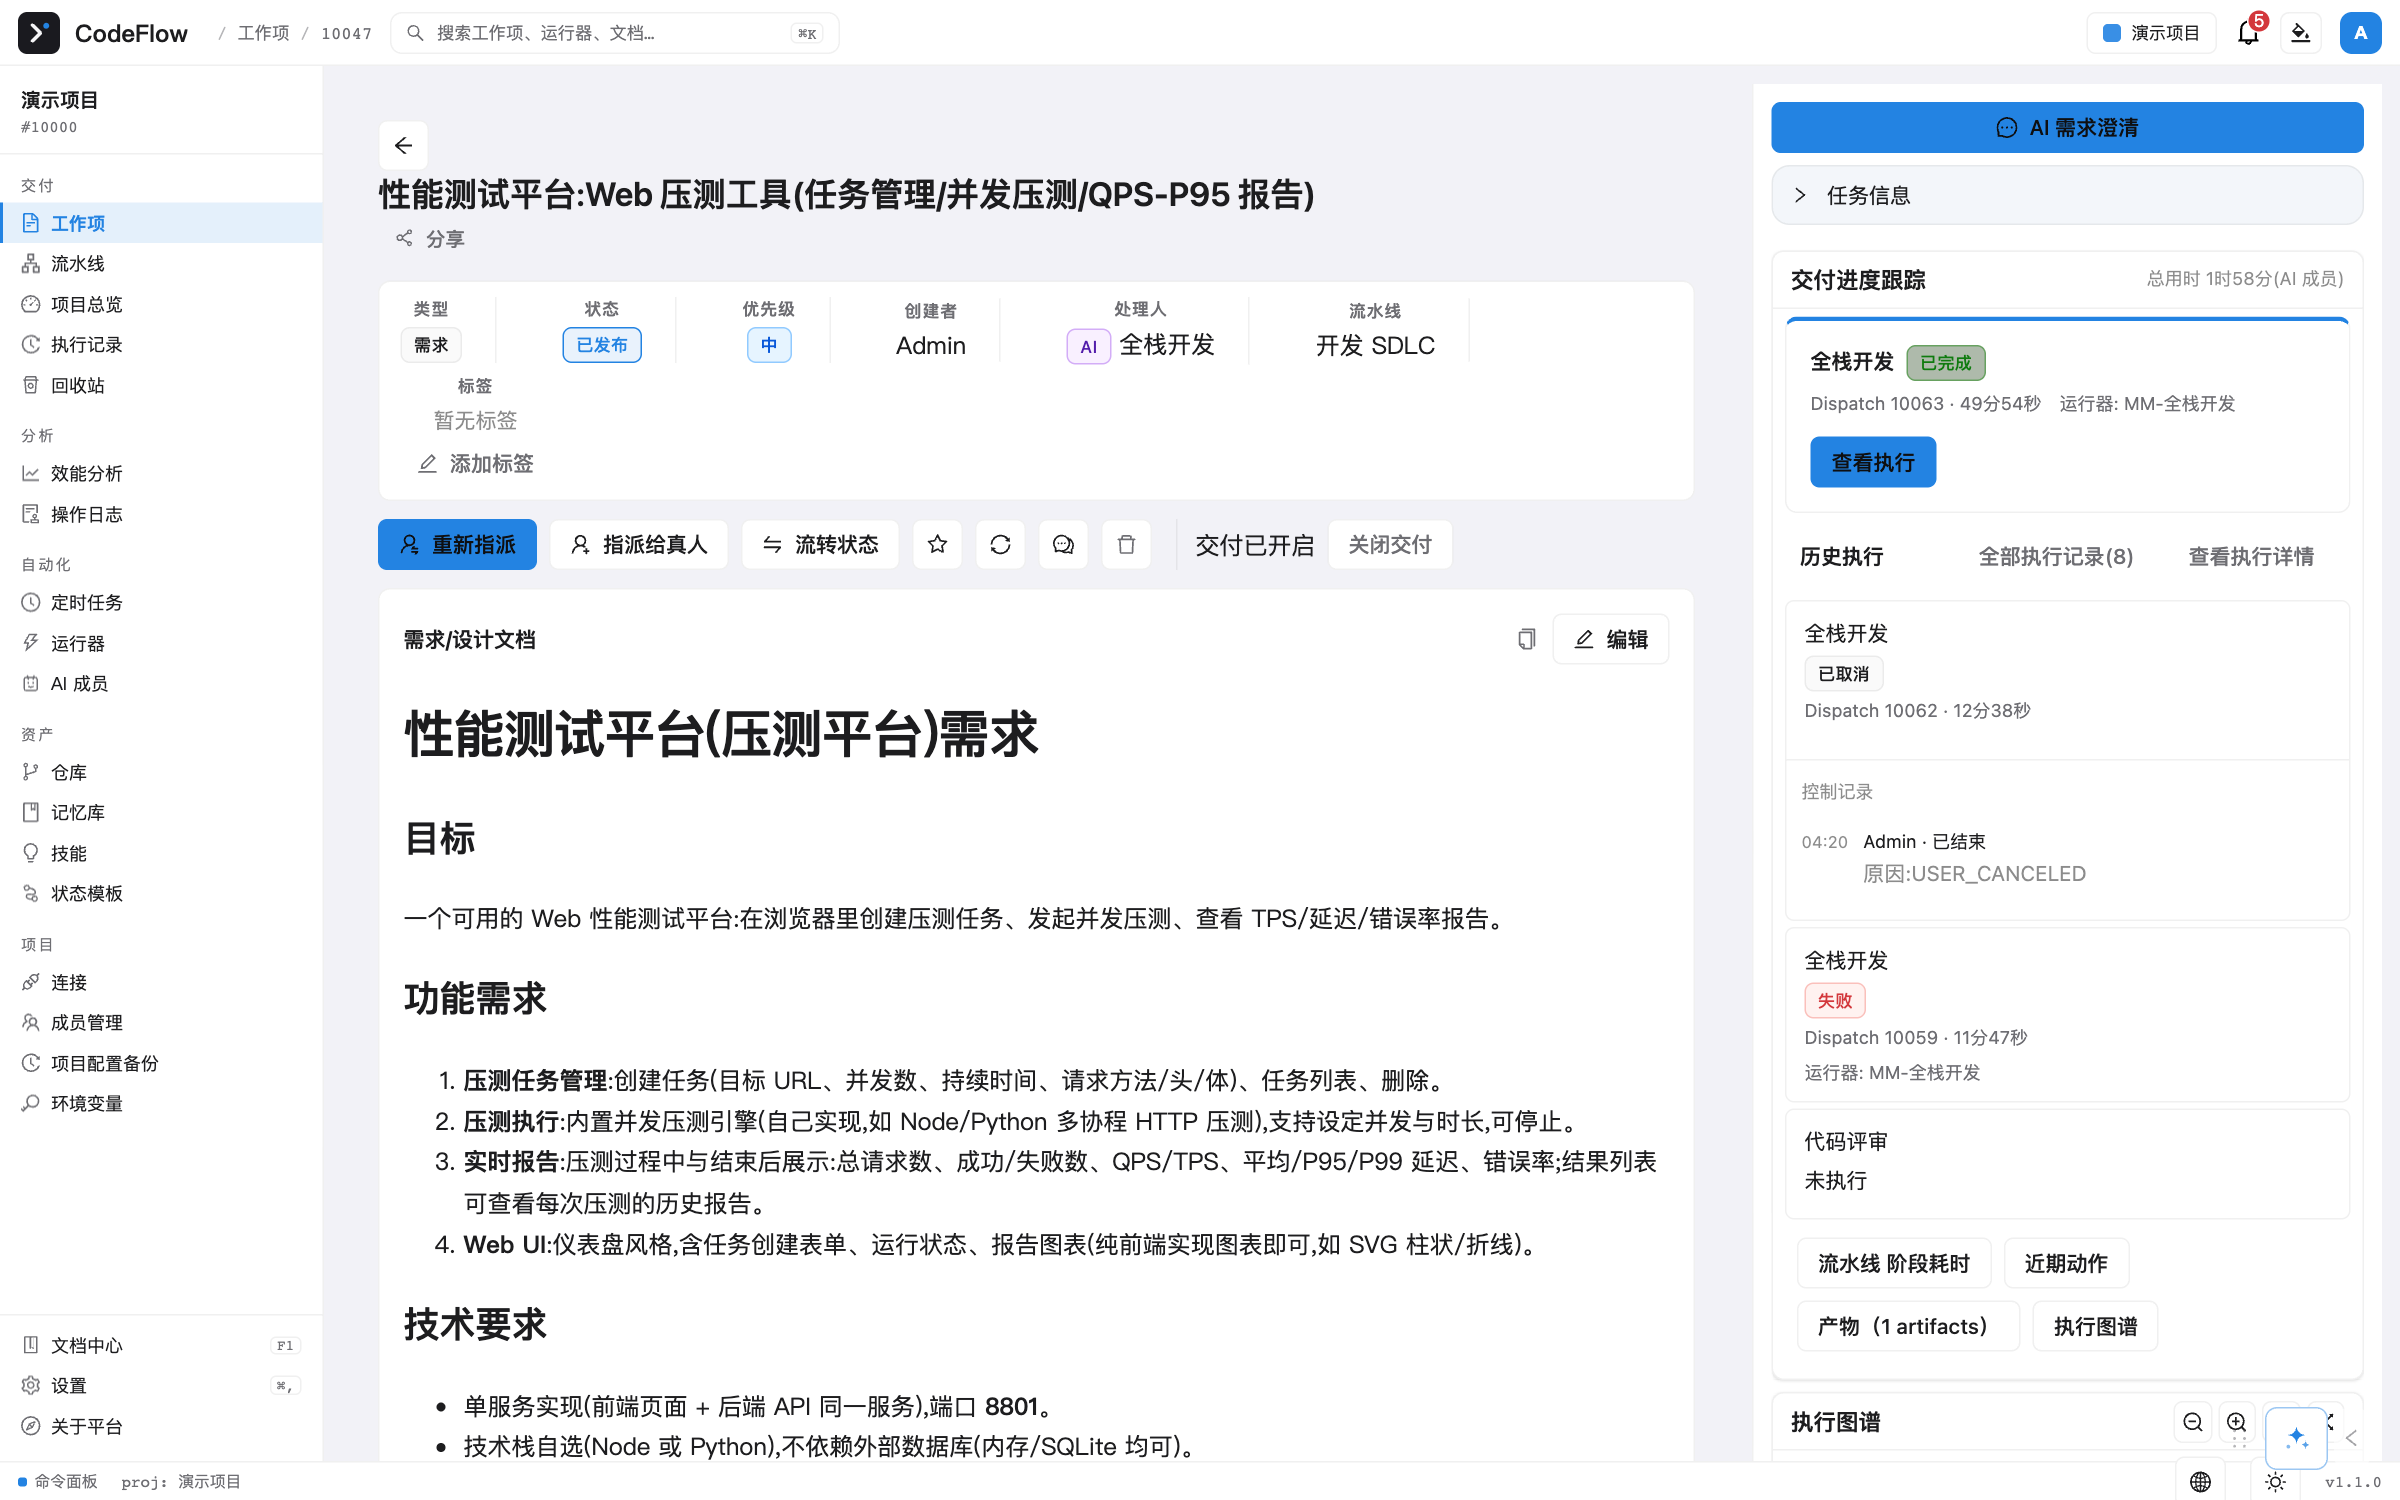 CodeFlow / 工作项 / 10047
搜索工作项、运行器、文档... ⌘K
演示项目 5 A
演示项目
#10000
交付
工作项
流水线
项目总览
执行记录
回收站
分析
效能分析
操作日志
自动化
定时任务
运行器
AI 成员
资产
仓库
记忆库
技能
状态模板
项目
连接
成员管理
项目配置备份
环境变量
文档中心 F1
设置 ⌘,
关于平台
性能测试平台:Web 压测工具(任务管理/并发压测/QPS-P95 报告)
分享
类型 状态 优先级 创建者 处理人 流水线
需求 已发布 中 Admin AI 全栈开发 开发 SDLC
标签
暂无标签
添加标签
重新指派 指派给真人 流转状态 交付已开启 关闭交付
需求/设计文档 编辑
性能测试平台(压测平台)需求
目标
一个可用的 Web 性能测试平台:在浏览器里创建压测任务、发起并发压测、查看 TPS/延迟/错误率报告。
功能需求
1. 压测任务管理:创建任务(目标 URL、并发数、持续时间、请求方法/头/体)、任务列表、删除。
2. 压测执行:内置并发压测引擎(自己实现,如 Node/Python 多协程 HTTP 压测),支持设定并发与时长,可停止。
3. 实时报告:压测过程中与结束后展示:总请求数、成功/失败数、QPS/TPS、平均/P95/P99 延迟、错误率;结果列表
可查看每次压测的历史报告。
4. Web UI:仪表盘风格,含任务创建表单、运行状态、报告图表(纯前端实现图表即可,如 SVG 柱状/折线)。
技术要求
• 单服务实现(前端页面 + 后端 API 同一服务),端口 8801。
• 技术栈自选(Node 或 Python),不依赖外部数据库(内存/SQLite 均可)。
AI 需求澄清
任务信息
交付进度跟踪 总用时 1时58分(AI 成员)
全栈开发 已完成
Dispatch 10063 · 49分54秒 运行器: MM-全栈开发
查看执行
历史执行 全部执行记录(8) 查看执行详情
全栈开发
已取消
Dispatch 10062 · 12分38秒
控制记录
04:20 Admin · 已结束
原因:USER_CANCELED
全栈开发
失败
Dispatch 10059 · 11分47秒
运行器: MM-全栈开发
代码评审
未执行
流水线 阶段耗时 近期动作
产物（1 artifacts） 执行图谱
执行图谱
命令面板 proj: 演示项目 v1.1.0